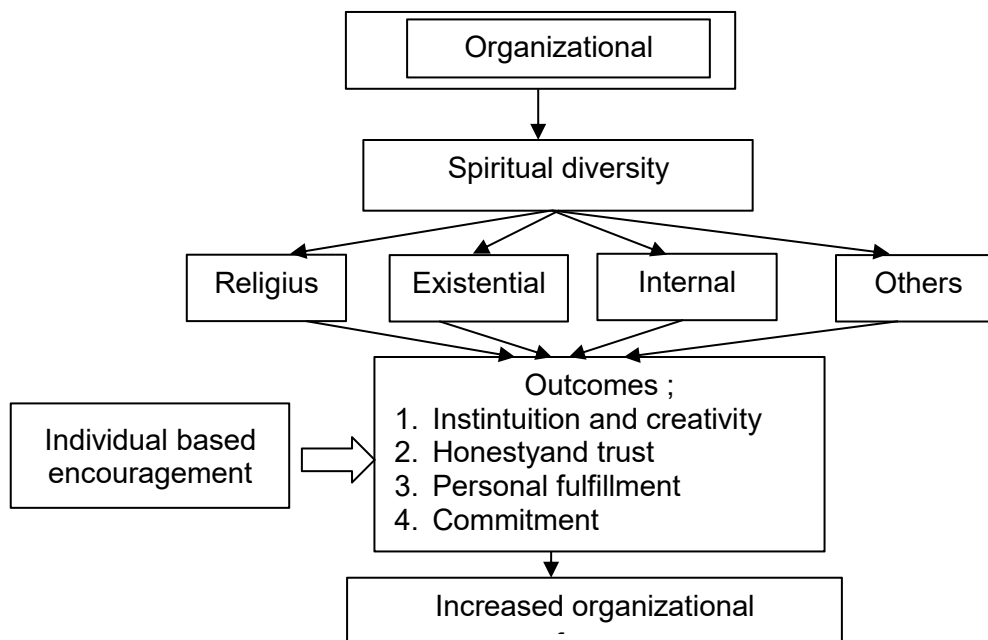 Organizational
Spiritual diversity
Religius
Existential
Internal
Others
Outcomes ;
1. Instintuition and creativity
2. Honestyand trust
3. Personal fulfillment
4. Commitment
Individual based
encouragement
Increased organizational